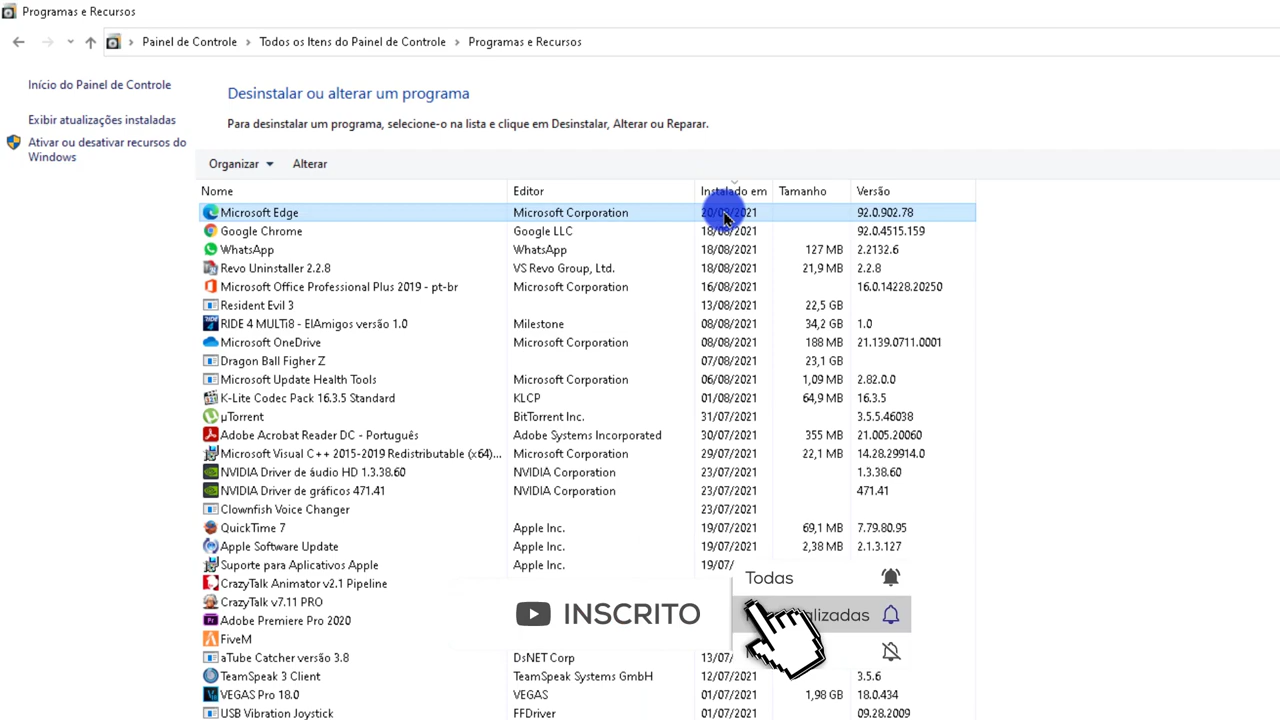 Programas e Recursos
Painel de Controle > Todos os Itens do Painel de Controle > Programas e Recursos
Início do Painel de Controle
Exibir atualizações instaladas
Ativar ou desativar recursos do
Windows
Desinstalar ou alterar um programa
Para desinstalar um programa, selecione-o na lista e clique em Desinstalar, Alterar ou Reparar.
Organizar Alterar
Nome Editor Instalado em Tamanho Versão
Microsoft Edge Microsoft Corporation 92.0.902.78
Google Chrome Google LLC 18/08/2021 92.0.4515.159
WhatsApp WhatsApp 18/08/2021 127 MB 2.2132.6
Revo Uninstaller 2.2.8 VS Revo Group, Ltd. 18/08/2021 21,9 MB 2.2.8
Microsoft Office Professional Plus 2019 - pt-br Microsoft Corporation 16/08/2021 16.0.14228.20250
Resident Evil 3 13/08/2021 22,5 GB
RIDE 4 MULTi8 - ElAmigos versão 1.0 Milestone 08/08/2021 34,2 GB 1.0
Microsoft OneDrive Microsoft Corporation 08/08/2021 188 MB 21.139.0711.0001
Dragon Ball Figher Z 07/08/2021 23,1 GB
Microsoft Update Health Tools Microsoft Corporation 06/08/2021 1,09 MB 2.82.0.0
K-Lite Codec Pack 16.3.5 Standard KLCP 01/08/2021 64,9 MB 16.3.5
µTorrent BitTorrent Inc. 31/07/2021 3.5.5.46038
Adobe Acrobat Reader DC - Português Adobe Systems Incorporated 30/07/2021 355 MB 21.005.20060
Microsoft Visual C++ 2015-2019 Redistributable (x64)... Microsoft Corporation 29/07/2021 22,1 MB 14.28.29914.0
NVIDIA Driver de áudio HD 1.3.38.60 NVIDIA Corporation 23/07/2021 1.3.38.60
NVIDIA Driver de gráficos 471.41 NVIDIA Corporation 23/07/2021 471.41
Clownfish Voice Changer 23/07/2021
QuickTime 7 Apple Inc. 19/07/2021 69,1 MB 7.79.80.95
Apple Software Update Apple Inc. 19/07/2021 2,38 MB 2.1.3.127
Suporte para Aplicativos Apple Apple Inc. 19/07/
Todas
CrazyTalk Animator v2.1 Pipeline
CrazyTalk v7.11 PRO
INSCRITO
Adobe Premiere Pro 2020
FiveM
aTube Catcher versão 3.8 DsNET Corp 13/07/
TeamSpeak 3 Client TeamSpeak Systems GmbH 12/07/2021 3.5.6
VEGAS Pro 18.0 VEGAS 01/07/2021 1,98 GB 18.0.434
USB Vibration Joystick FFDriver 01/07/2021 09.28.2009